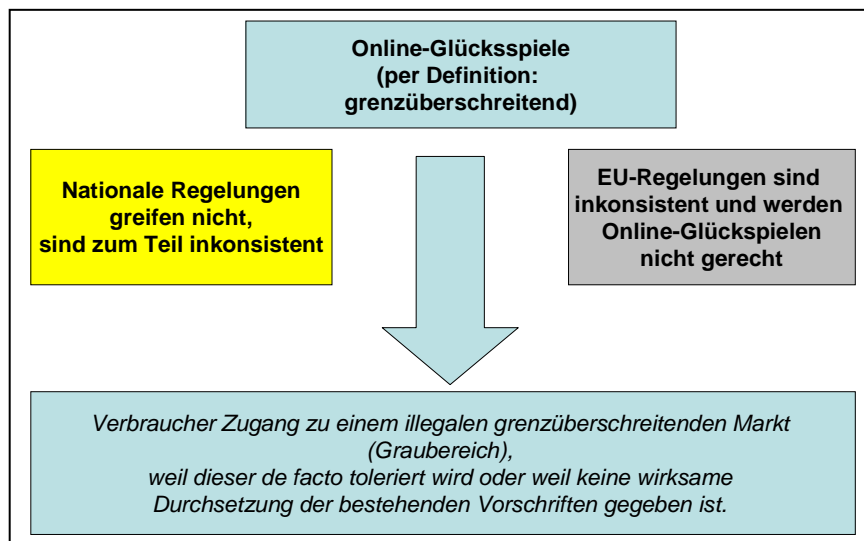 Online-Glücksspiele
(per Definition:
grenzüberschreitend)
Nationale Regelungen
greifen nicht,
sind zum Teil inkonsistent
EU-Regelungen sind
inkonsistent und werden
Online-Glückspielen
nicht gerecht
Verbraucher Zugang zu einem illegalen grenzüberschreitenden Markt
(Graubereich),
weil dieser de facto toleriert wird oder weil keine wirksame
Durchsetzung der bestehenden Vorschriften gegeben ist.